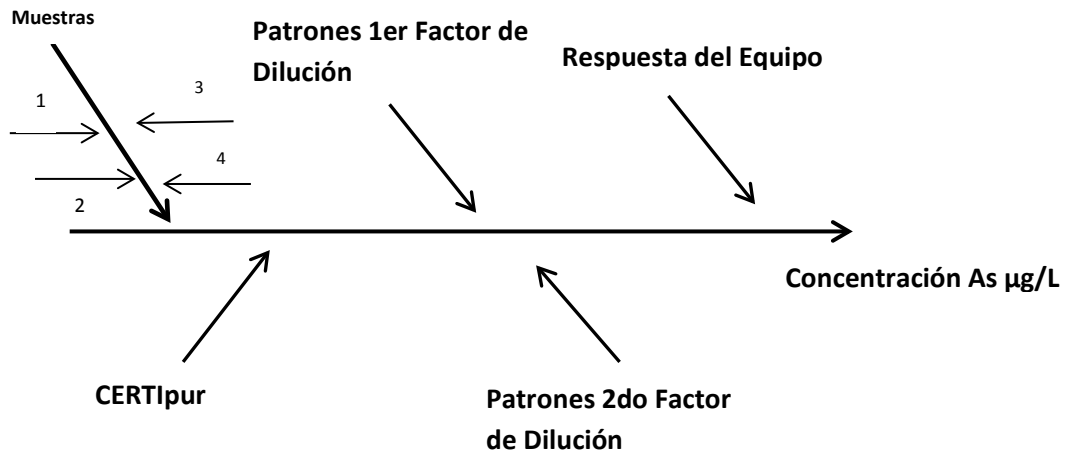 Muestras
Patrones 1er Factor de
Dilución
Respuesta del Equipo
1
3
4
2
Concentración As µg/L
CERTIpur
Patrones 2do Factor
de Dilución